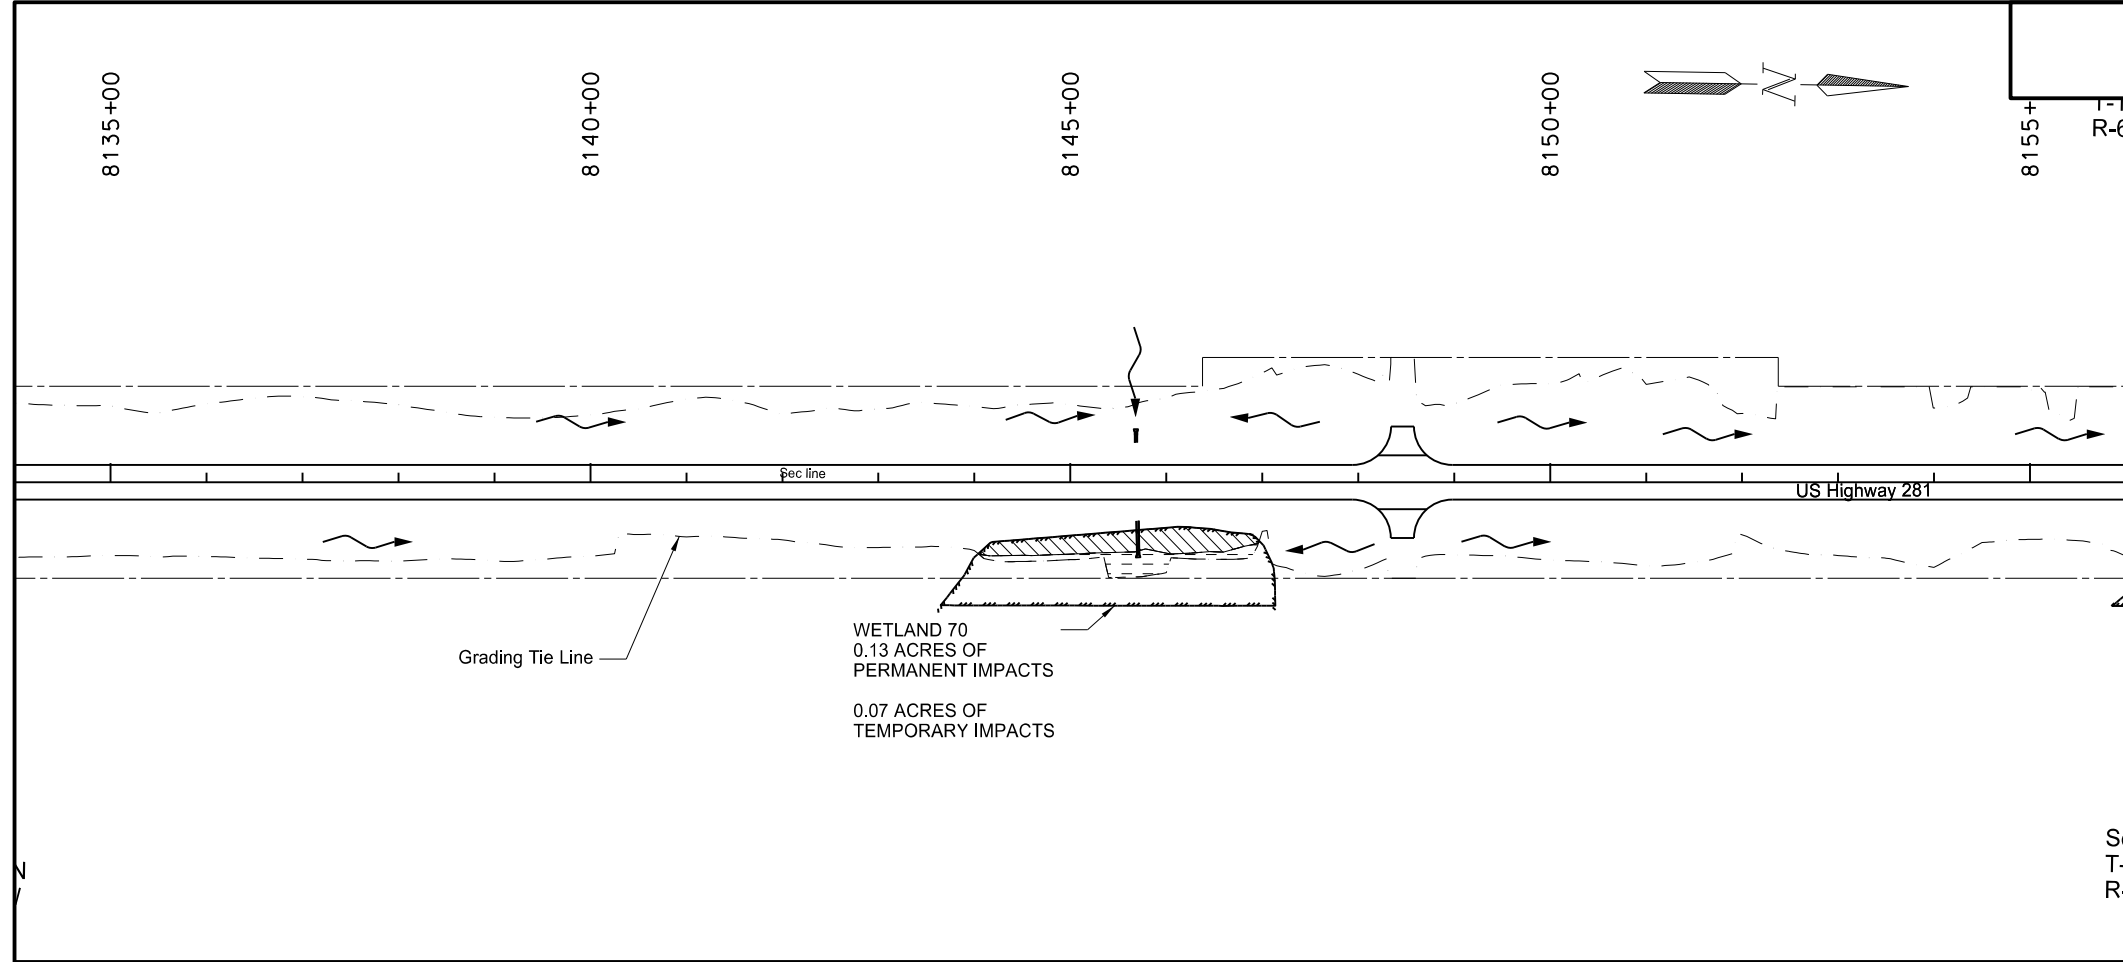 8135+00
8140+00
8145+00
8150+00
8155+
N
R-6
Sec line
US Highway 281
Grading Tie Line
WETLAND 70
0.13 ACRES OF
PERMANENT IMPACTS
0.07 ACRES OF
TEMPORARY IMPACTS
N
T-